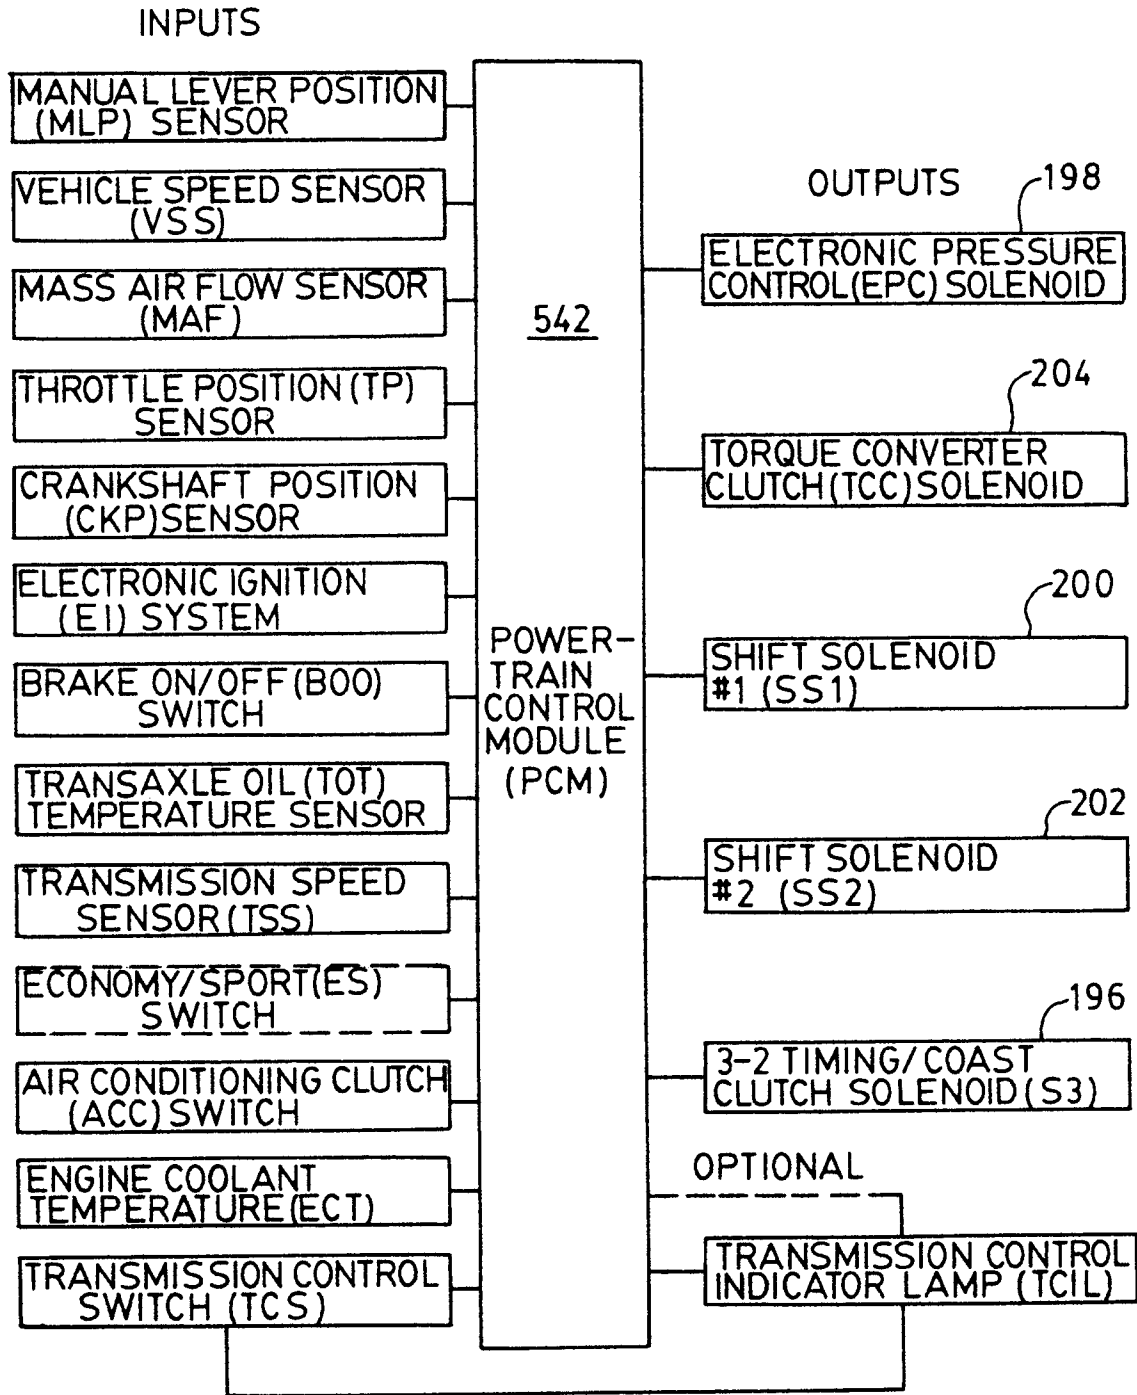 INPUTS
MANUAL LEVER POSITION
(MLP) SENSOR
VEHICLE SPEED SENSOR
(VSS)
MASS AIR FLOW SENSOR
(MAF)
THROTTLE POSITION (TP)
SENSOR
CRANKSHAFT POSITION
(CKP) SENSOR
ELECTRONIC IGNITION
(EI) SYSTEM
BRAKE ON/OFF (BOO)
SWITCH
TRANSAXLE OIL (TOT)
TEMPERATURE SENSOR
TRANSMISSION SPEED
SENSOR (TSS)
ECONOMY/SPORT (ES)
SWITCH
AIR CONDITIONING CLUTCH
(ACC) SWITCH
ENGINE COOLANT
TEMPERATURE (ECT)
TRANSMISSION CONTROL
SWITCH (TCS)
542
POWER-
TRAIN
CONTROL
MODULE
(PCM)
OUTPUTS
198
ELECTRONIC PRESSURE
CONTROL (EPC) SOLENOID
204
TORQUE CONVERTER
CLUTCH (TCC) SOLENOID
200
SHIFT SOLENOID
#1 (SS1)
202
SHIFT SOLENOID
#2 (SS2)
196
3-2 TIMING/COAST
CLUTCH SOLENOID (S3)
OPTIONAL
TRANSMISSION CONTROL
INDICATOR LAMP (TCIL)